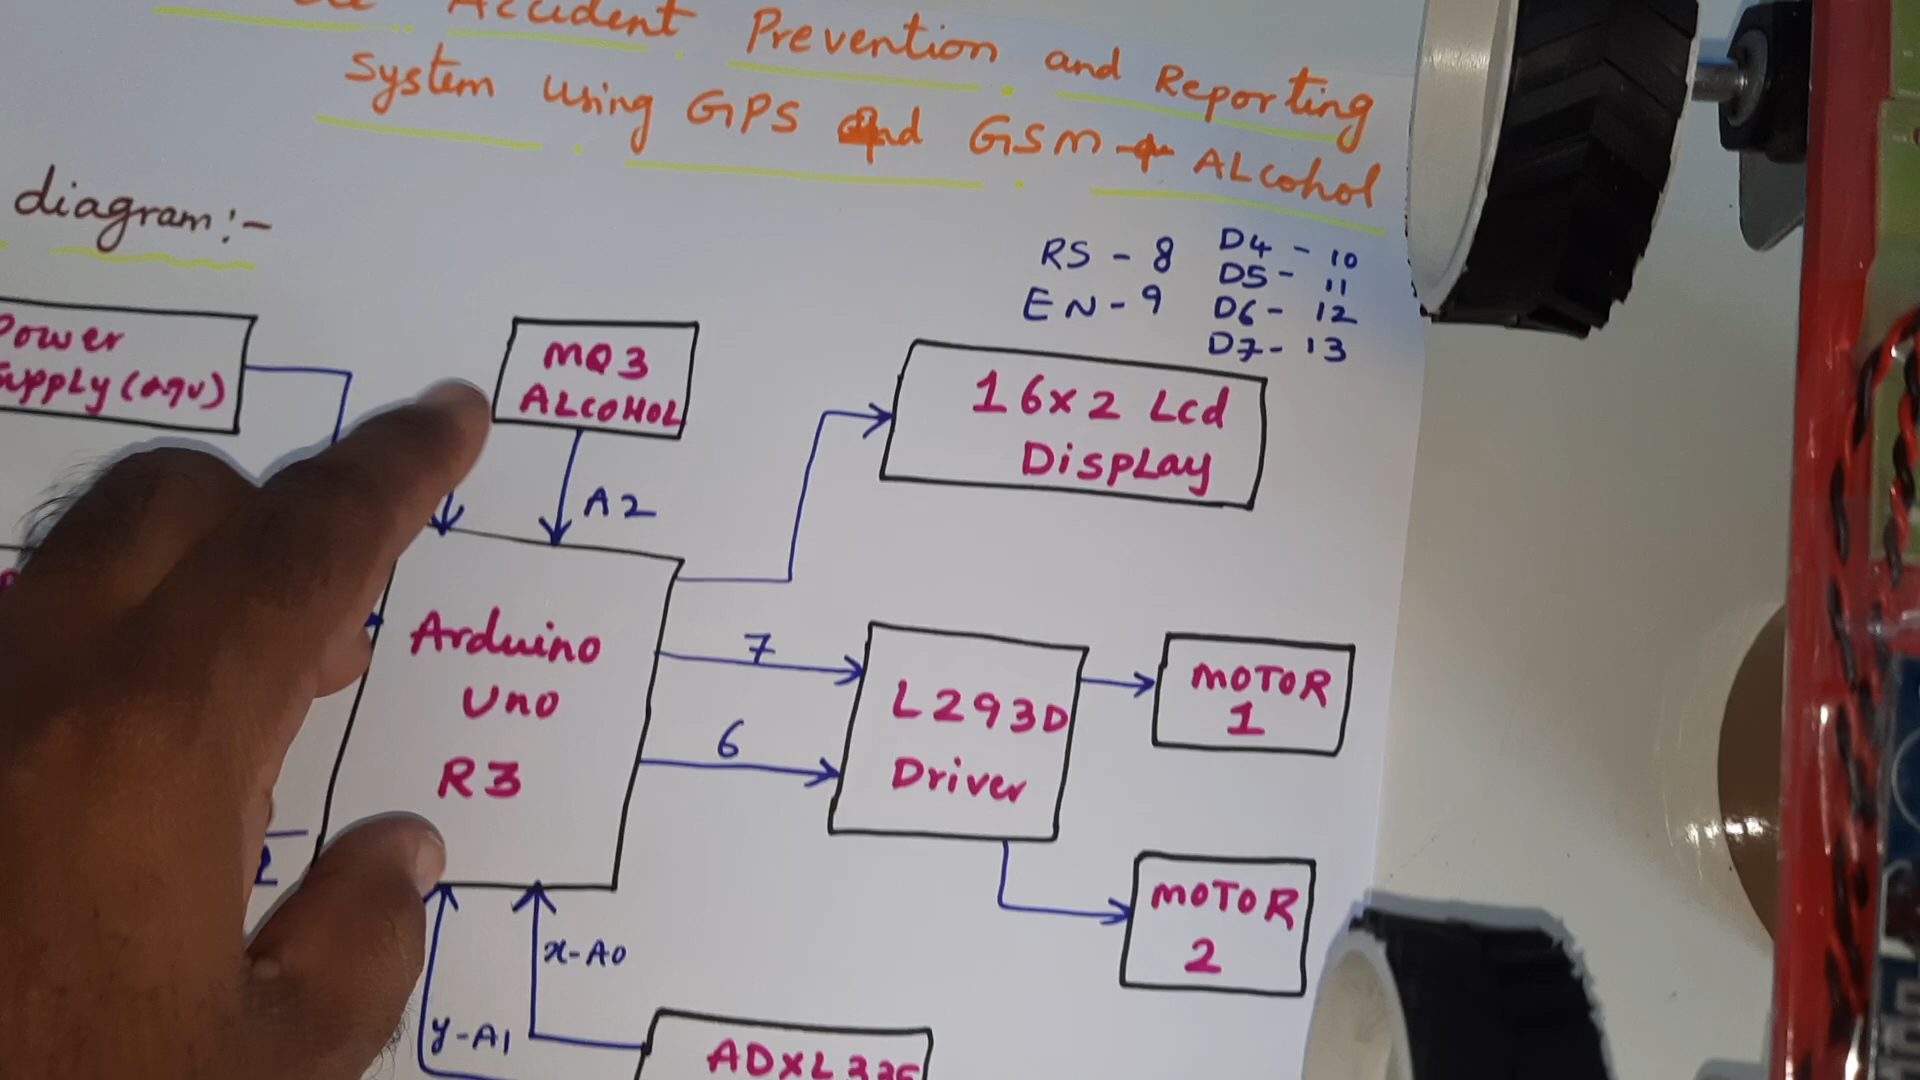 Accident Prevention and Reporting
System using GPS and GSM - ALcohol
diagram:-
RS - 8
EN - 9
D4 - 10
D5 - 11
D6 - 12
D7 - 13
Power
Supply
MQ3
ALCOHOL
16x2 Lcd
Display
A2
Arduino
Uno
R3
7
6
L293D
Driver
MOTOR
1
MOTOR
2
x-A0
y-A1
ADXL335